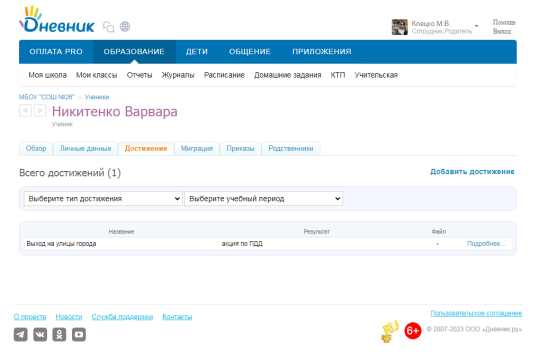 Дневник
Клецко М.В.
Сотрудник,Родитель
Помощь
Выход
ОПЛАТА PRO ОБРАЗОВАНИЕ ДЕТИ ОБЩЕНИЕ ПРИЛОЖЕНИЯ
Моя школа Мои классы Отчеты Журналы Расписание Домашние задания КТП Учительская
МБОУ "СОШ №26" Ученики
Никитенко Варвара
Ученик
Обзор Личные данные Достижения Миграция Приказы Родственники
Всего достижений (1) Добавить достижение
Выберите тип достижения Выберите учебный период
Название Результат Файл
Выход на улицы города акция по ПДД - Подробнее...
О проекте Новости Служба поддержки Контакты
Пользовательское соглашение
6+ © 2007-2023 ООО «Дневник.ру»